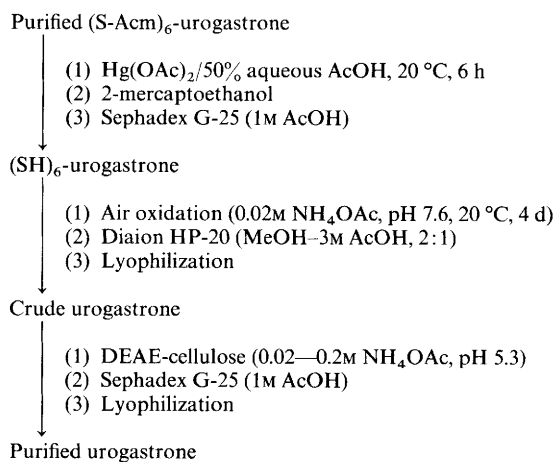 Purified (S-Acm)₆-urogastrone
(1) Hg(OAc)₂/50% aqueous AcOH, 20 °C, 6 h
(2) 2-mercaptoethanol
(3) Sephadex G-25 (1M AcOH)
(SH)₆-urogastrone
(1) Air oxidation (0.02M NH₄OAc, pH 7.6, 20 °C, 4 d)
(2) Diaion HP-20 (MeOH–3M AcOH, 2:1)
(3) Lyophilization
Crude urogastrone
(1) DEAE-cellulose (0.02—0.2M NH₄OAc, pH 5.3)
(2) Sephadex G-25 (1M AcOH)
(3) Lyophilization
Purified urogastrone